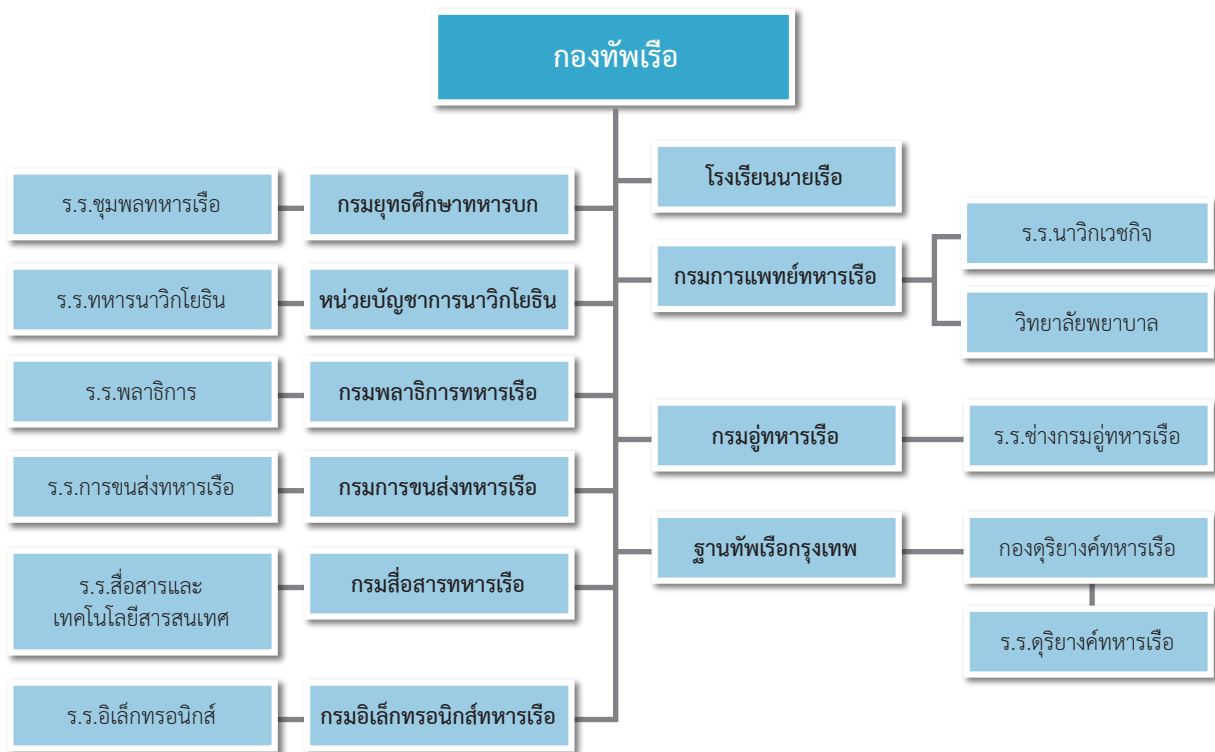 กองทัพเรือ
โรงเรียนนายเรือ
ร.ร.ชุมพลทหารเรือ
กรมยุทธศึกษาทหารบก
ร.ร.นาวิกเวชกิจ
กรมการแพทย์ทหารเรือ
ร.ร.ทหารนาวิกโยธิน
หน่วยบัญชาการนาวิกโยธิน
วิทยาลัยพยาบาล
ร.ร.พลาธิการ
กรมพลาธิการทหารเรือ
กรมอู่ทหารเรือ
ร.ร.ช่างกรมอู่ทหารเรือ
ร.ร.การขนส่งทหารเรือ
กรมการขนส่งทหารเรือ
ฐานทัพเรือกรุงเทพ
กองดุริยางค์ทหารเรือ
ร.ร.สื่อสารและ
เทคโนโลยีสารสนเทศ
กรมสื่อสารทหารเรือ
ร.ร.ดุริยางค์ทหารเรือ
ร.ร.อิเล็กทรอนิกส์
กรมอิเล็กทรอนิกส์ทหารเรือ